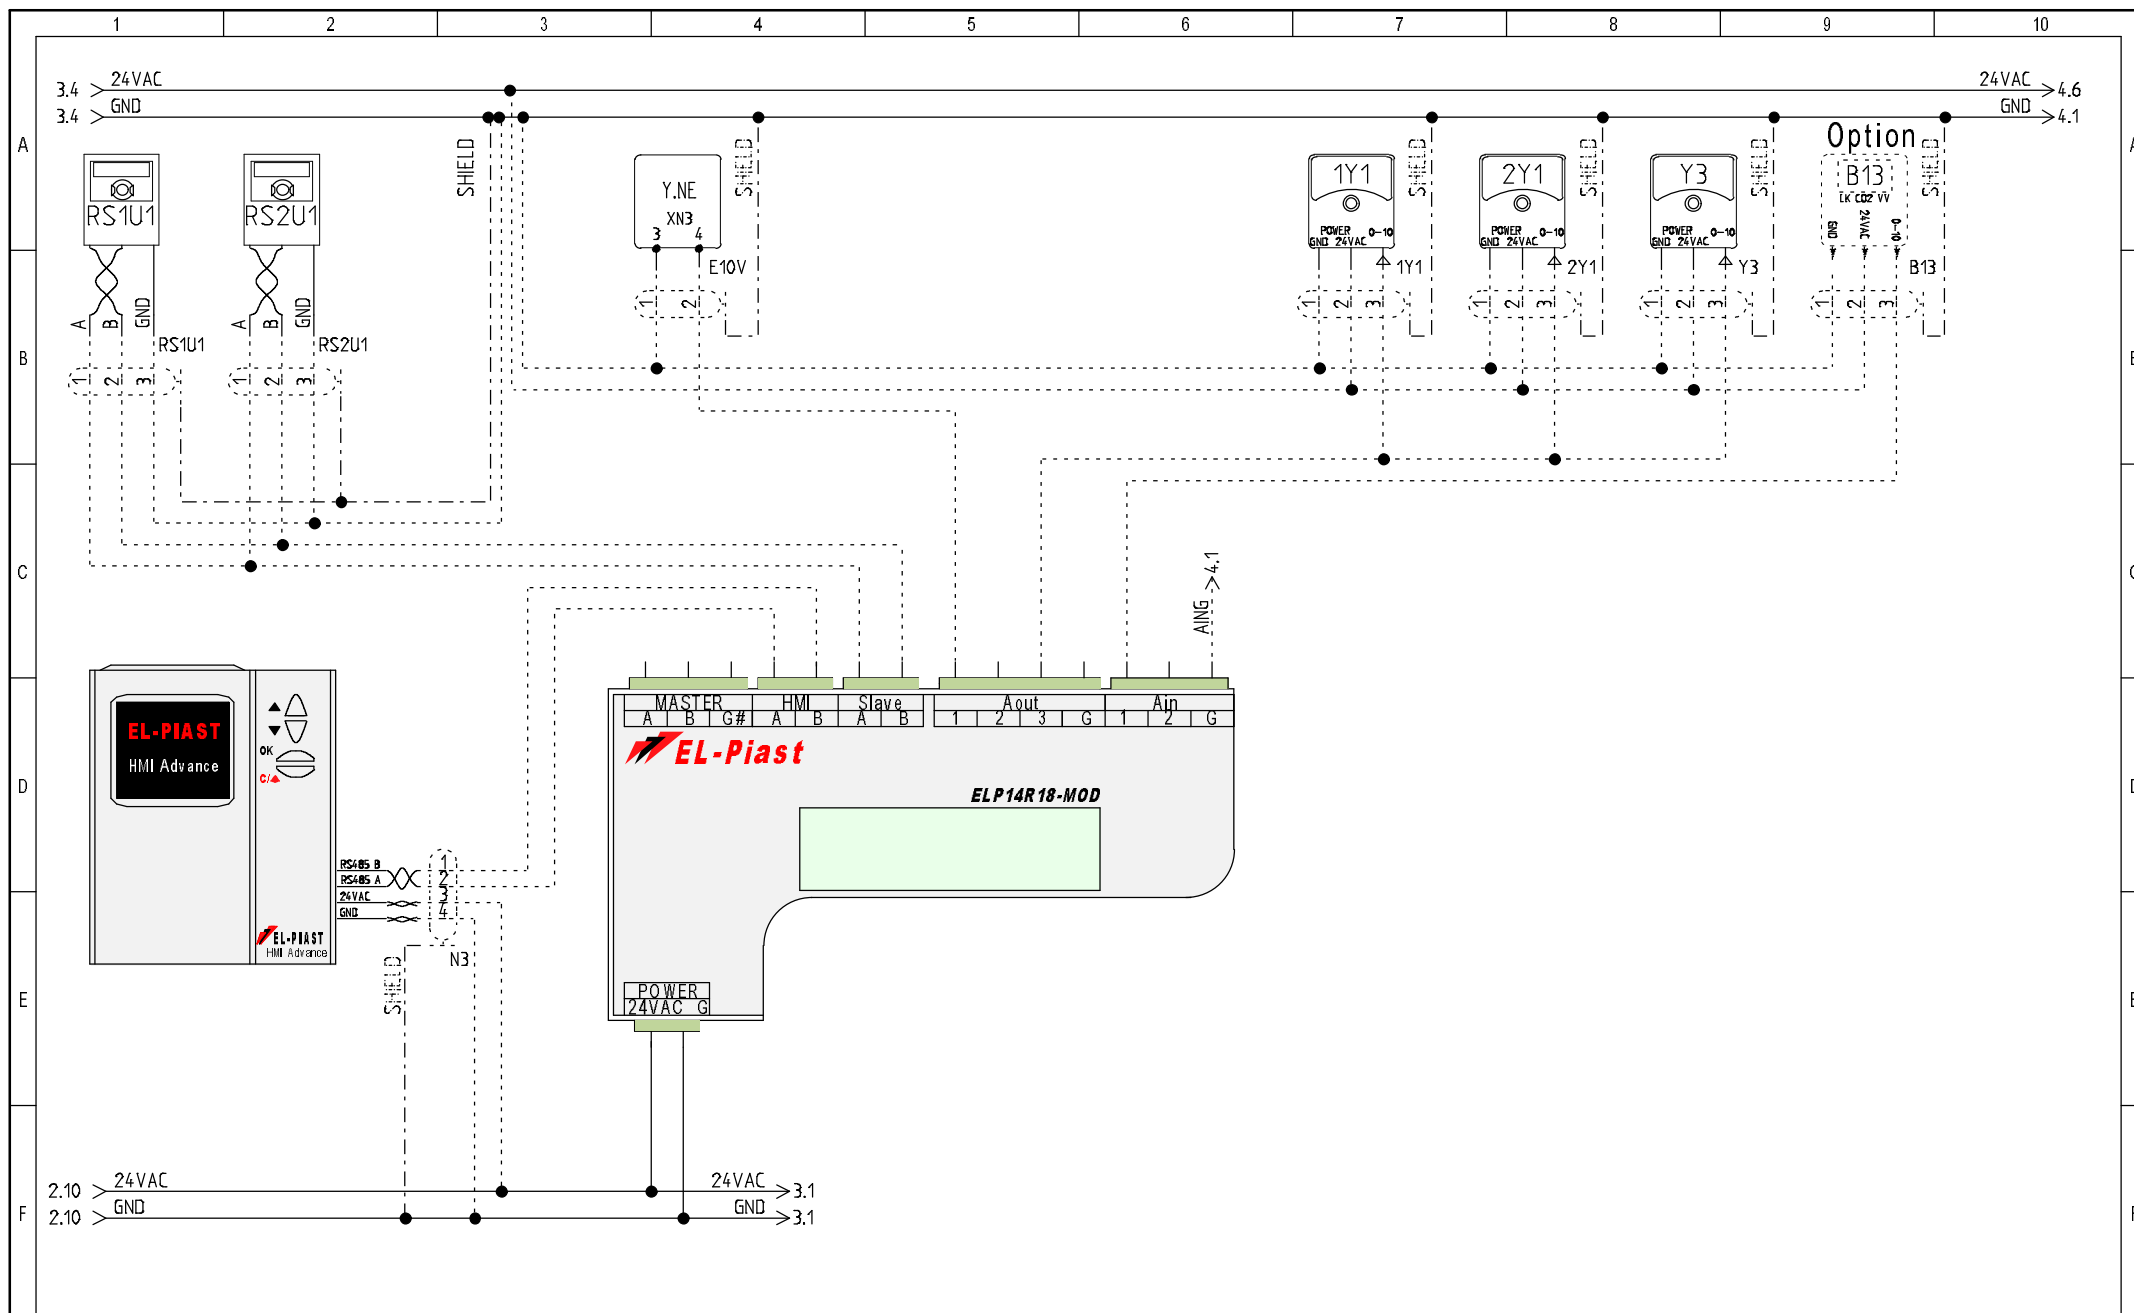 1 2 3 4 5 6 7 8 9 10
3.4 24VAC 24VAC 4.6
3.4 GND GND 4.1
A
SHIELD SHIELD SHIELD SHIELD SHIELD SHIELD
Option
RS1U1 RS2U1
Y.NE
XN3
3 4
E10V
1Y1 2Y1 Y3 B13
POWER 0-10
GND 24VAC
POWER 0-10
GND 24VAC
POWER 0-10
GND 24VAC
GND 24VAC 0-10
1Y1 2Y1 Y3 B13
1 2
1 2 3
1 2 3
1 2 3
1 2 3
A B GND
A B GND
RS1U1 RS2U1
B
1 2 3
1 2 3
C
AING 4.1
MASTER HMI Slave Aout Ain
A B G# A B A B 1 2 3 G 1 2 G
EL-Piast
ELP14R18-MOD
D
EL-PIAST
HMI Advance
OK
C/
RS485 B 1
RS485 A 2
24VAC 3
GND 4
EL-PIAST
HMI Advance
N3
SHIELD
E
POWER
24VAC G
2.10 24VAC 24VAC 3.1
2.10 GND GND 3.1
F